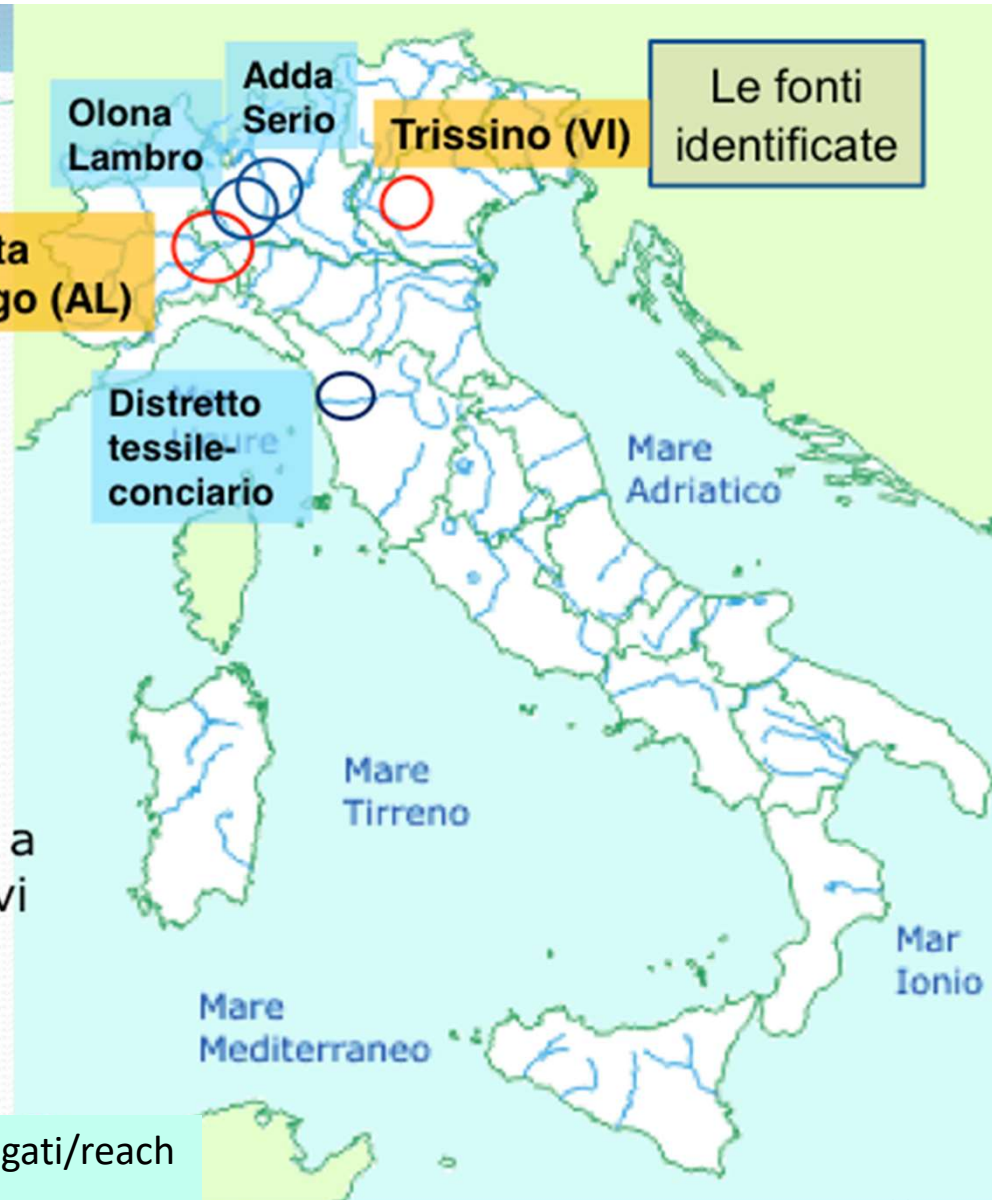 Adda
Serio
Olona
Lambro
Trissino (VI)
Le fonti
identificate
ta
go (AL)
Distretto
tessile-
conciario
Mare
Adriatico
Mare
Tirreno
a
vi
Mar
Ionio
Mare
Mediterraneo
gati/reach